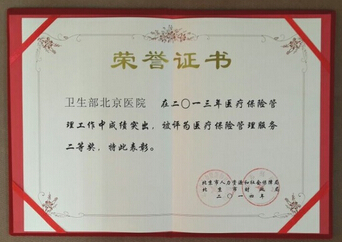 荣誉证书
卫生部北京医院 在二〇一三年医疗保险管
理工作中成绩突出，被评为医疗保险管理服务
二等奖，特此表彰。
北京市人力资源和社会保障局
北京市财政局
二〇一四年